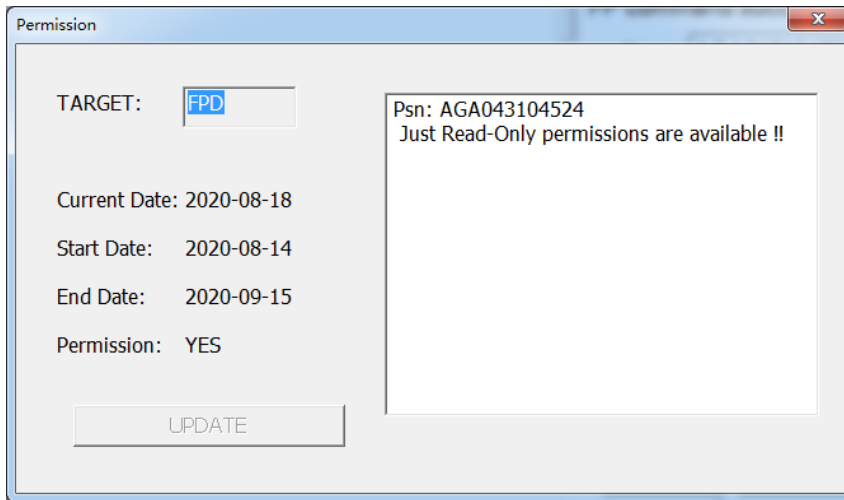 Permission
TARGET: FPD
Current Date: 2020-08-18
Start Date: 2020-08-14
End Date: 2020-09-15
Permission: YES
UPDATE
Psn: AGA043104524
Just Read-Only permissions are available !!